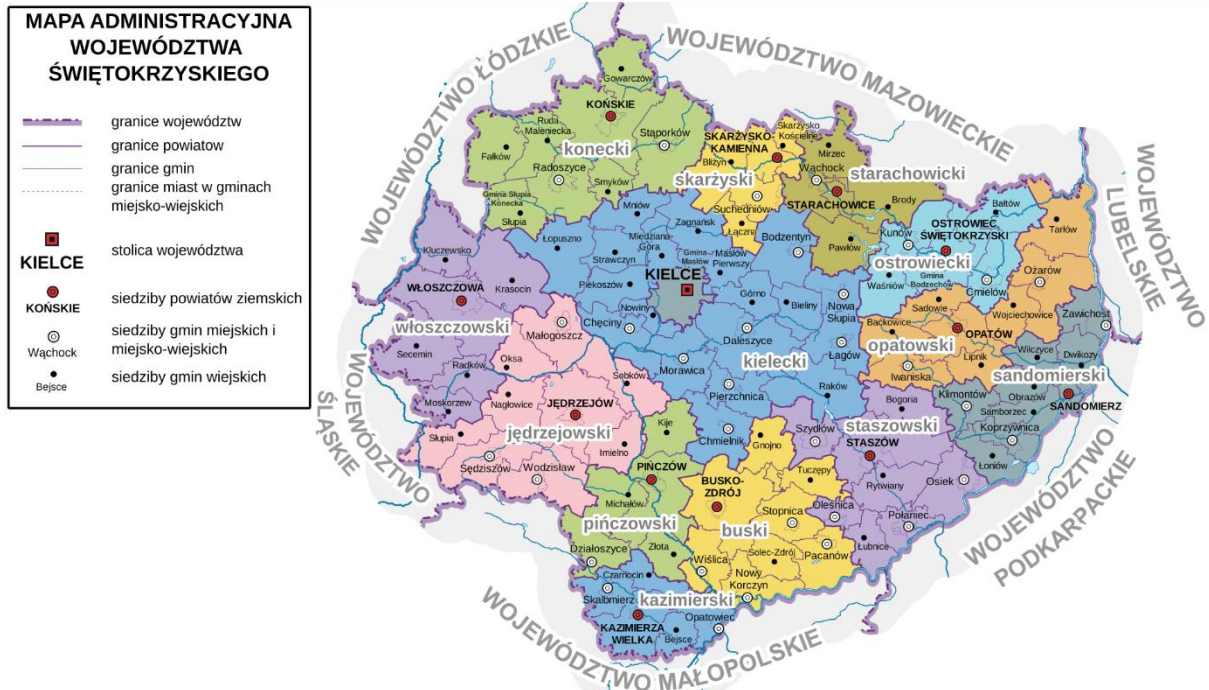 MAPA ADMINISTRACYJNA
WOJEWÓDZTWA
ŚWIĘTOKRZYSKIEGO
granice województw
granice powiatow
granice gmin
granice miast w gminach
miejsko-wiejskich
stolica województwa
KIELCE
siedziby powiatów ziemskich
KOŃSKIE
siedziby gmin miejskich i
miejsko-wiejskich
Wąchock
siedziby gmin wiejskich
Bejsce
WOJEWÓDZTWO ŁÓDZKIE
WOJEWÓDZTWO MAZOWIECKIE
WOJEWÓDZTWO
LUBELSKIE
WOJEWÓDZTWO
PODKARPACKIE
WOJEWÓDZTWO MAŁOPOLSKIE
WOJEWÓDZTWO
ŚLĄSKIE
Gowarczów
KOŃSKIE
Ruda
Maleniecka
Stąporków
konecki
Fałków
Radoszyce
Smyków
Gmina Słupia
Konecka
Słupia
SKARŻYSKO-
KAMIENNA
Skarżysko
Kościelne
Bliżyn
skarżyski
Suchedniów
Łączna
Mirzec
Wąchock
starachowicki
STARACHOWICE
Brody
Pawłów
Kunów
OSTROWIEC
ŚWIĘTOKRZYSKI
Bałtów
ostrowiecki
Waśniów
Gmina
Bodzechów
Ćmielów
Tarłów
Ożarów
Sadowie
Wojciechowice
Baćkowice
OPATÓW
opatowski
Lipnik
Iwaniska
Zawichost
Wilczyce
Dwikozy
sandomierski
Klimontów
Obrazów
SANDOMIERZ
Samborzec
Koprzywnica
Łoniów
Mniów
Zagnańsk
Bodzentyn
Łopuszno
Miedziana
Góra
Gmina
Masłów
Masłów
Pierwszy
Strawczyn
KIELCE
Piekoszów
Górno
Bieliny
Nowa
Słupia
Nowiny
Chęciny
Daleszyce
Łagów
kielecki
Morawica
Pierzchnica
Raków
Chmielnik
Kluczewsko
WŁOSZCZOWA
Krasocin
włoszczowski
Secemin
Radków
Moskorzew
Małogoszcz
Oksa
Sebków
Nagłowice
JĘDRZEJÓW
jędrzejowski
Słupia
Imielno
Sędziszów
Wodzisław
Kije
PIŃCZÓW
Michałów
pińczowski
Działoszyce
Złota
Gnojno
BUSKO-
ZDRÓJ
Tuczępy
Stopnica
buski
Solec-Zdrój
Pacanów
Wiślica
Nowy
Korczyn
Bogoria
Szydłów
staszowski
STASZÓW
Rytwiany
Osiek
Oleśnica
Połaniec
Łubnice
Czarnocin
Skalbmierz
kazimierski
KAZIMIERZA
WIELKA
Opatowiec
Bejsce